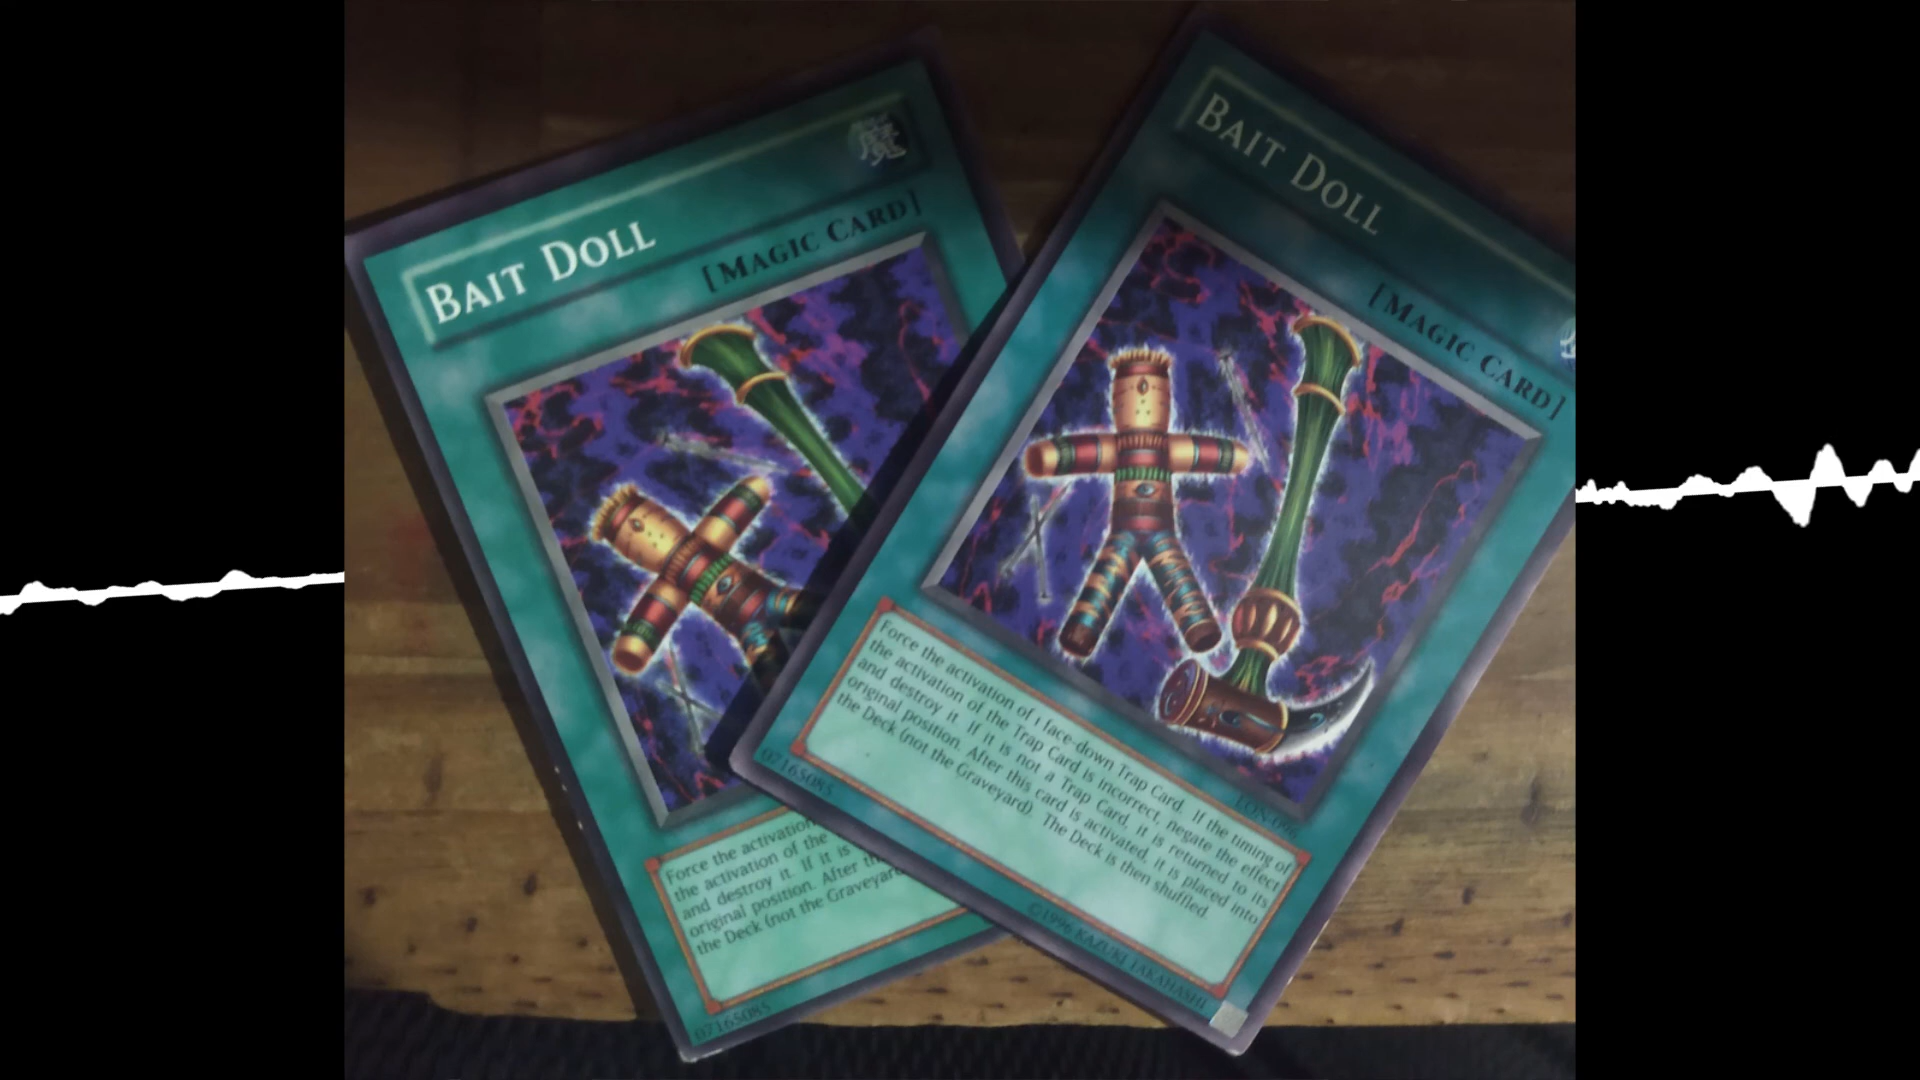 BAIT DOLL
魔
[MAGIC CARD]
Force the activation
the activation of the
and destroy it. If it is
original position. After th
the Deck (not the Graveyar
07165085
BAIT DOLL
[MAGIC CARD]
LON-096
Force the activation of 1 face-down Trap Card. If the timing of
the activation of the Trap Card is incorrect, negate the effect
and destroy it. If it is not a Trap Card, it is returned to its
original position. After this card is activated, it is placed into
the Deck (not the Graveyard). The Deck is then shuffled.
07165085
©1996 KAZUKI TAKAHASHI